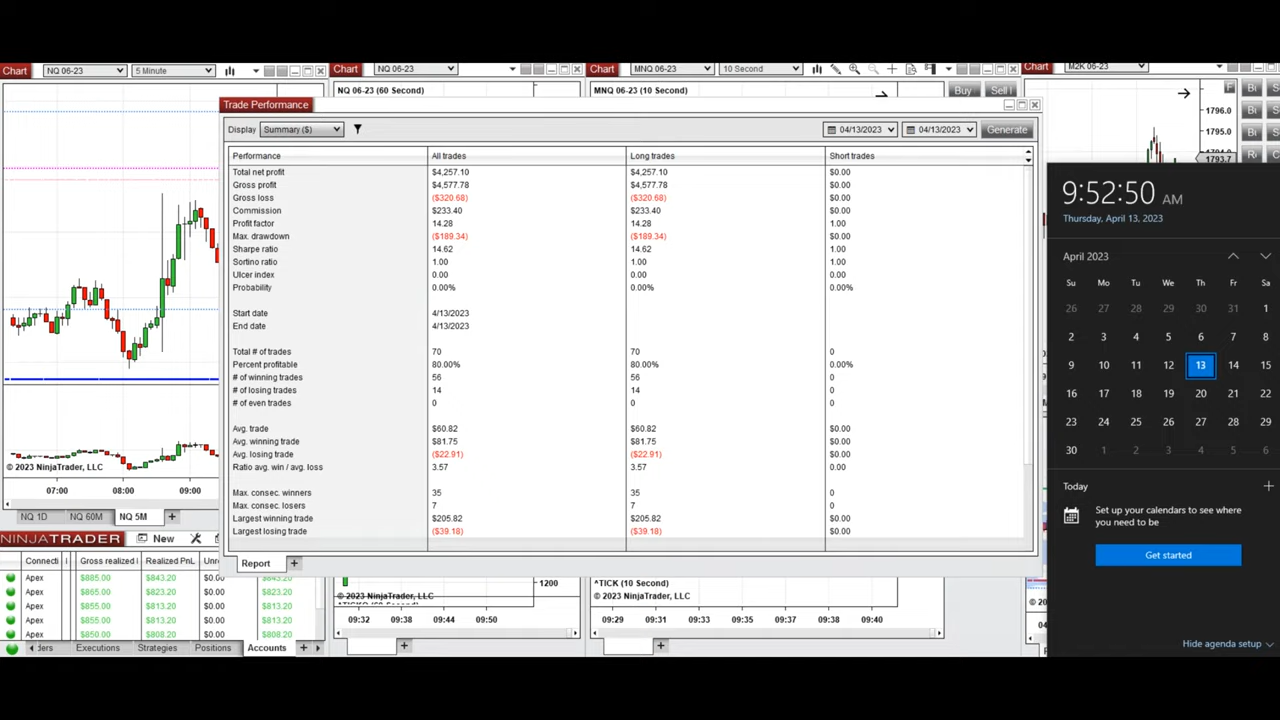 Chart NQ 06-23 5 Minute
Chart NQ 06-23
Chart MNQ 06-23 10 Second
Chart M2K 06-23
NQ 06-23 (60 Second)
MNQ 06-23 (10 Second)
Buy Sell
F
1796.0
1795.0
1794.0
1793.7
Trade Performance
Display Summary ($) 04/13/2023 04/13/2023 Generate
Performance All trades Long trades Short trades
Total net profit $4,257.10 $4,257.10 $0.00
Gross profit $4,577.78 $4,577.78 $0.00
Gross loss ($320.68) ($320.68) $0.00
Commission $233.40 $233.40 $0.00
Profit factor 14.28 14.28 1.00
Max. drawdown ($189.34) ($189.34) $0.00
Sharpe ratio 14.62 14.62 1.00
Sortino ratio 1.00 1.00 1.00
Ulcer index 0.00 0.00 0.00
Probability 0.00% 0.00% 0.00%
Start date 4/13/2023
End date 4/13/2023
Total # of trades 70 70 0
Percent profitable 80.00% 80.00% 0.00%
# of winning trades 56 56 0
# of losing trades 14 14 0
# of even trades 0 0 0
Avg. trade $60.82 $60.82 $0.00
Avg. winning trade $81.75 $81.75 $0.00
Avg. losing trade ($22.91) ($22.91) $0.00
Ratio avg. win / avg. loss 3.57 3.57 0.00
Max. consec. winners 35 35 0
Max. consec. losers 7 7 0
Largest winning trade $205.82 $205.82 $0.00
Largest losing trade ($39.18) ($39.18) $0.00
Report
9:52:50 AM
Thursday, April 13, 2023
April 2023
Su Mo Tu We Th Fr Sa
26 27 28 29 30 31 1
2 3 4 5 6 7 8
9 10 11 12 13 14 15
16 17 18 19 20 21 22
23 24 25 26 27 28 29
30 1 2 3 4 5 6
Today
Set up your calendars to see where
you need to be
Get started
Hide agenda setup
© 2023 NinjaTrader, LLC
07:00 08:00 09:00
NQ 1D NQ 60M NQ 5M
NINJATRADER New
Connecti Gross realized Realized PnL Unr Accounts
Apex $885.00 $843.20 $0.00 $843.20
Apex $865.00 $823.20 $0.00 $823.20
Apex $855.00 $813.20 $0.00 $813.20
Apex $855.00 $813.20 $0.00 $813.20
Apex $850.00 $808.20 $0.00 $808.20
ders Executions Strategies Positions Accounts
1200
© 2023 NinjaTrader, LLC
09:32 09:38 09:44 09:50
^TICK (10 Second)
© 2023 NinjaTrader, LLC
09:29 09:31 09:33 09:35 09:37 09:40